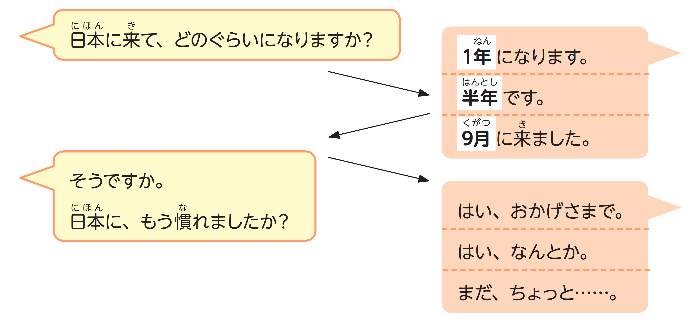 日本に来て、どのぐらいになりますか？
1年になります。
半年です。
9月に来ました。
そうですか。
日本に、もう慣れましたか？
はい、おかげさまで。
はい、なんとか。
まだ、ちょっと……。